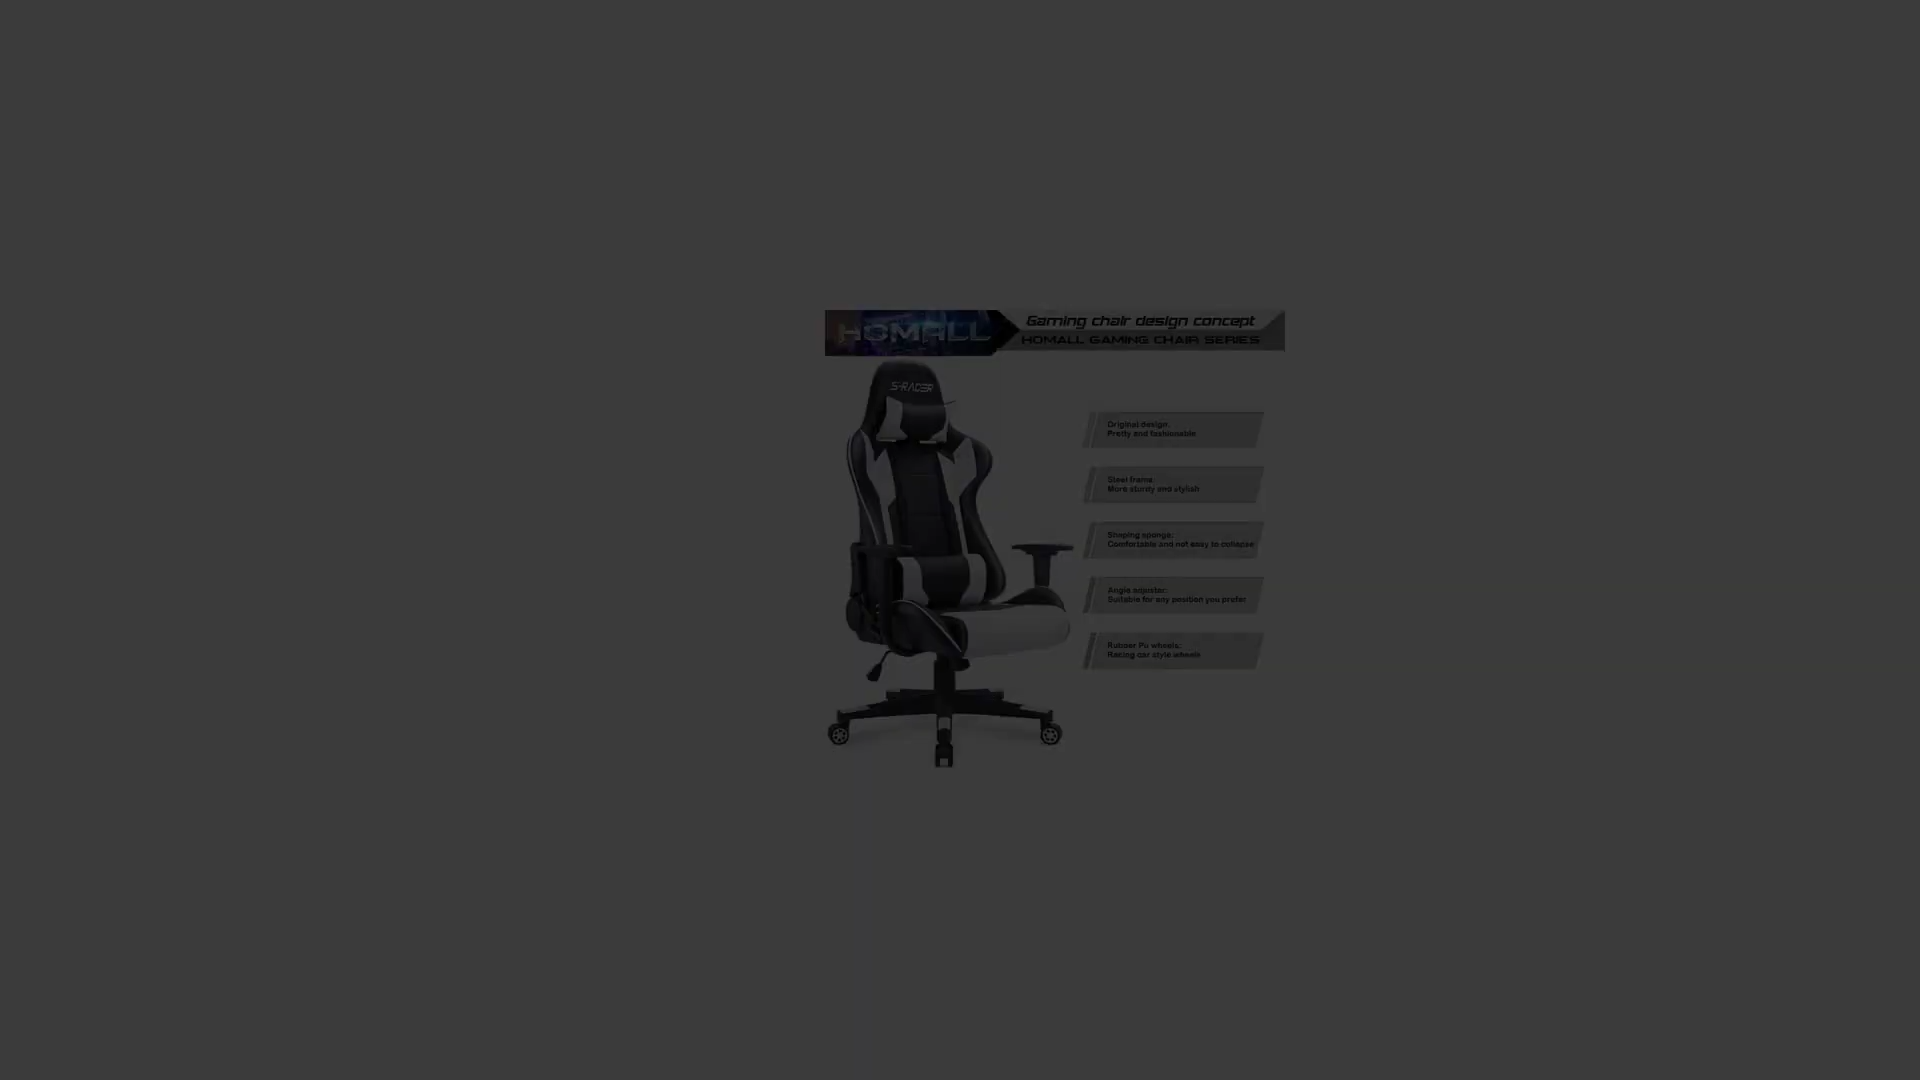 HOMALL
Gaming chair design concept
HOMALL GAMING CHAIR SERIES
S-RACER
Original design:
Pretty and fashionable
Steel frame:
More sturdy and stylish
Shaping sponge:
Comfortable and not easy to collapse
Angle adjuster:
Suitable for any position you prefer
Rubber Pu wheels:
Racing car style wheels